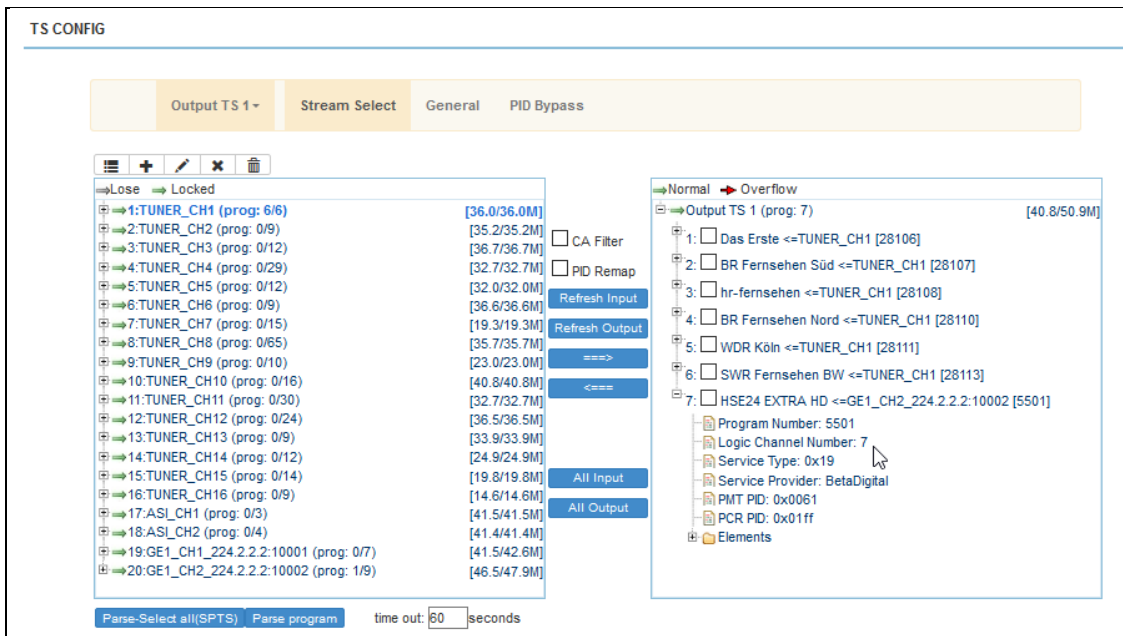 TS CONFIG
Output TS 1 Stream Select General PID Bypass
Lose Locked
1:TUNER_CH1 (prog: 6/6) [36.0/36.0M]
2:TUNER_CH2 (prog: 0/9) [35.2/35.2M]
3:TUNER_CH3 (prog: 0/12) [36.7/36.7M]
4:TUNER_CH4 (prog: 0/29) [32.7/32.7M]
5:TUNER_CH5 (prog: 0/12) [32.0/32.0M]
6:TUNER_CH6 (prog: 0/9) [36.6/36.6M]
7:TUNER_CH7 (prog: 0/15) [19.3/19.3M]
8:TUNER_CH8 (prog: 0/65) [35.7/35.7M]
9:TUNER_CH9 (prog: 0/10) [23.0/23.0M]
10:TUNER_CH10 (prog: 0/16) [40.8/40.8M]
11:TUNER_CH11 (prog: 0/30) [32.7/32.7M]
12:TUNER_CH12 (prog: 0/24) [36.5/36.5M]
13:TUNER_CH13 (prog: 0/9) [33.9/33.9M]
14:TUNER_CH14 (prog: 0/12) [24.9/24.9M]
15:TUNER_CH15 (prog: 0/14) [19.8/19.8M]
16:TUNER_CH16 (prog: 0/9) [14.6/14.6M]
17:ASI_CH1 (prog: 0/3) [41.5/41.5M]
18:ASI_CH2 (prog: 0/4) [41.4/41.4M]
19:GE1_CH1_224.2.2.2:10001 (prog: 0/7) [41.5/42.6M]
20:GE1_CH2_224.2.2.2:10002 (prog: 1/9) [46.5/47.9M]
CA Filter
PID Remap
Refresh Input
Refresh Output
===>
<===
All Input
All Output
Normal Overflow
Output TS 1 (prog: 7) [40.8/50.9M]
1: Das Erste <=TUNER_CH1 [28106]
2: BR Fernsehen Süd <=TUNER_CH1 [28107]
3: hr-fernsehen <=TUNER_CH1 [28108]
4: BR Fernsehen Nord <=TUNER_CH1 [28110]
5: WDR Köln <=TUNER_CH1 [28111]
6: SWR Fernsehen BW <=TUNER_CH1 [28113]
7: HSE24 EXTRA HD <=GE1_CH2_224.2.2.2:10002 [5501]
Program Number: 5501
Logic Channel Number: 7
Service Type: 0x19
Service Provider: BetaDigital
PMT PID: 0x0061
PCR PID: 0x01ff
Elements
Parse-Select all(SPTS) Parse program time out: 60 seconds